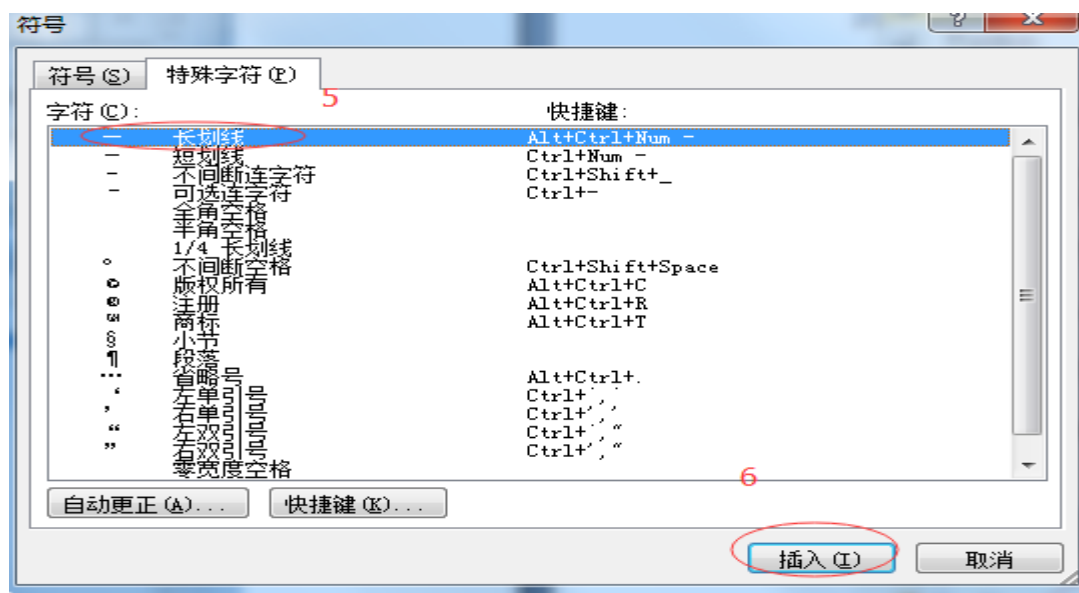 符号
符号(S) 特殊字符(P)
5
字符(C): 快捷键:
— 长划线 Alt+Ctrl+Num -
– 短划线 Ctrl+Num -
- 不间断连字符 Ctrl+Shift+_
- 可选连字符 Ctrl+-
全角空格
半角空格
1/4 长划线
° 不间断空格 Ctrl+Shift+Space
© 版权所有 Alt+Ctrl+C
® 注册 Alt+Ctrl+R
™ 商标 Alt+Ctrl+T
§ 小节
¶ 段落
… 省略号 Alt+Ctrl+.
‘ 左单引号 Ctrl+`,`
’ 右单引号 Ctrl+','
“ 左双引号 Ctrl+`,"
” 右双引号 Ctrl+',"
零宽度空格
6
自动更正(A)... 快捷键(K)...
插入(I) 取消